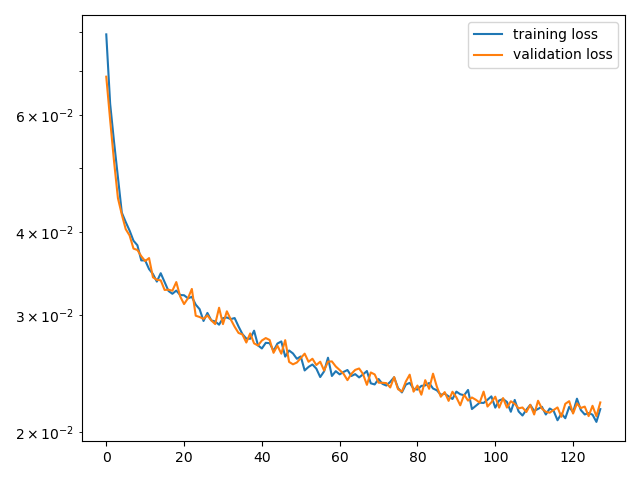 training loss
validation loss
6 × 10⁻²
4 × 10⁻²
3 × 10⁻²
2 × 10⁻²
0 20 40 60 80 100 120